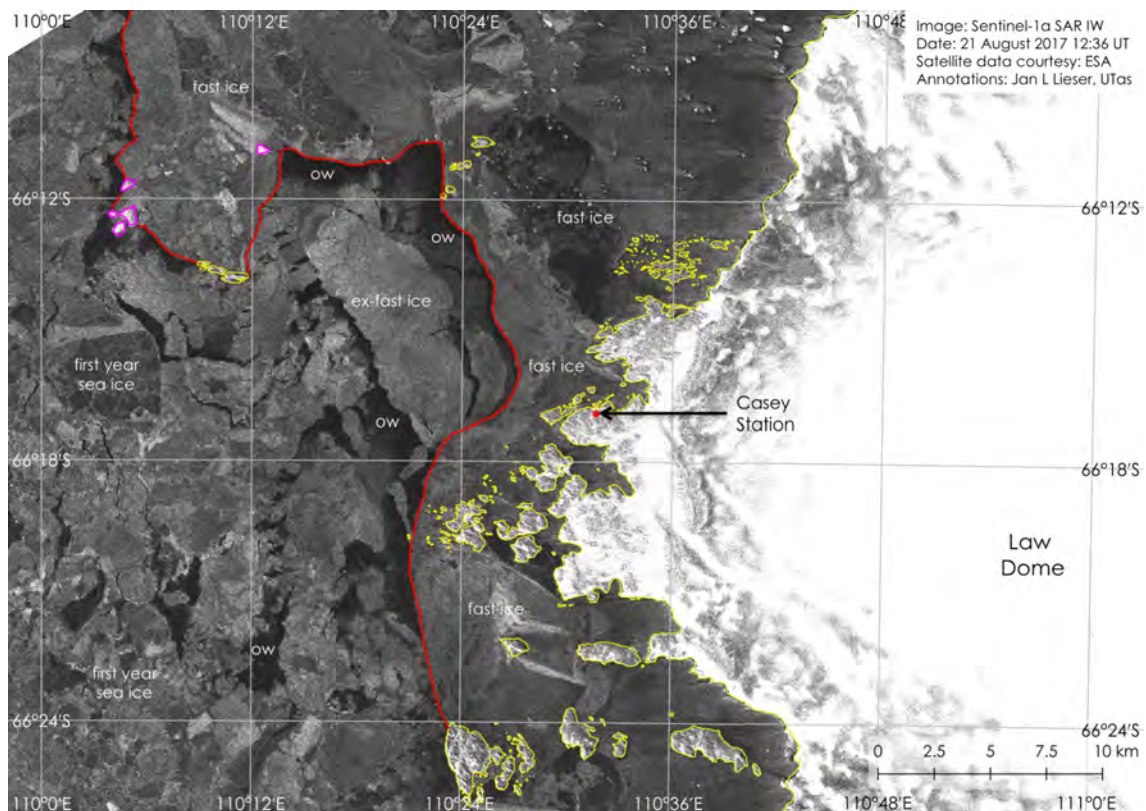 110°0'E
110°12'E
110°24'E
110°36'E
110°48'
Image: Sentinel-1a SAR IW
Date: 21 August 2017 12:36 UT
Satellite data courtesy: ESA
Annotations: Jan L Lieser, UTas
fast ice
ow
66°12'S
66°12'S
fast ice
ow
ex-fast ice
first year
sea ice
fast ice
ow
Casey
Station
66°18'S
66°18'S
Law
Dome
fast ice
ow
first year
sea ice
66°24'S
66°24'S
0
2.5
5
7.5
10 km
110°0'E
110°12'E
110°24'E
110°36'E
110°48'E
111°0'E